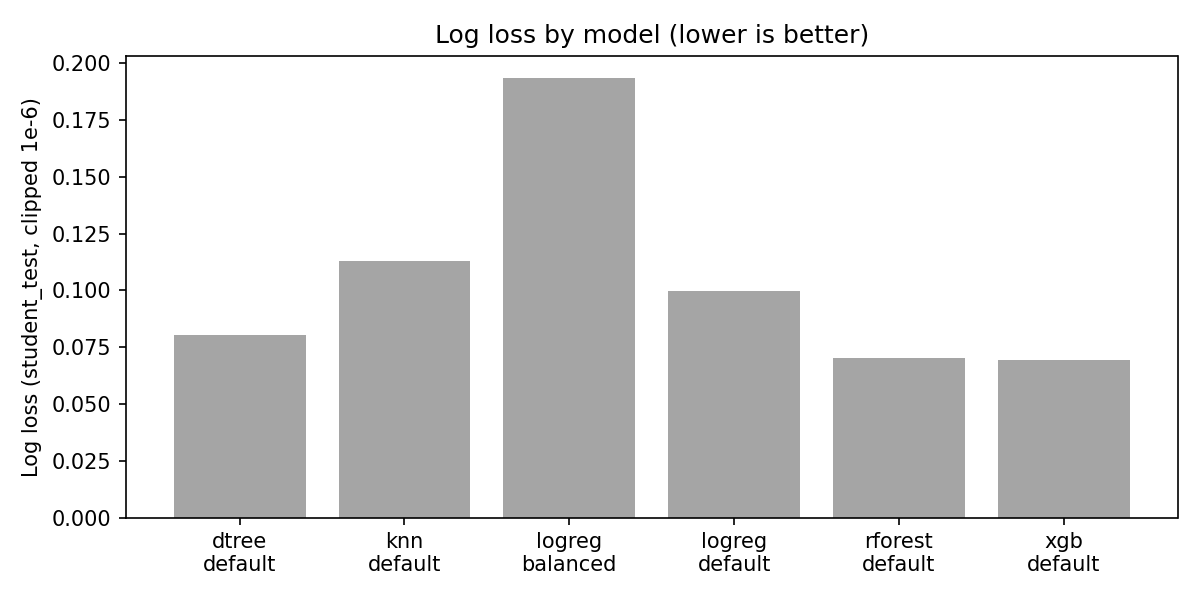 Log loss by model (lower is better)
Log loss (student_test, clipped 1e-6)
0.200
0.175
0.150
0.125
0.100
0.075
0.050
0.025
0.000
dtree
default
knn
default
logreg
balanced
logreg
default
rforest
default
xgb
default